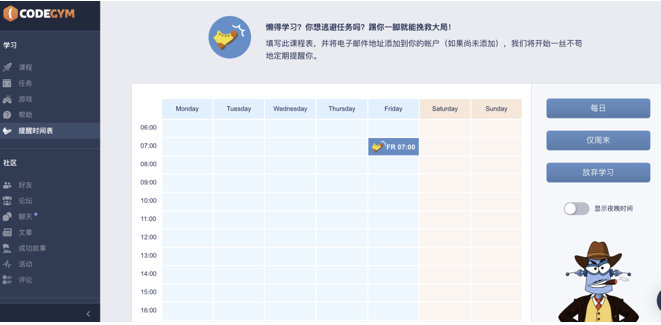 CODEGYM
学习
课程
任务
游戏
帮助
提醒时间表
社区
好友
论坛
聊天
文章
成功故事
活动
评论
懒得学习？你想逃避任务吗？踢你一脚就能挽救大局！
填写此课程表，并将电子邮件地址添加到你的帐户（如果尚未添加），我们将开始一丝不苟
地定期提醒你。
Monday Tuesday Wednesday Thursday Friday Saturday Sunday
06:00
07:00 FR 07:00
08:00
09:00
10:00
11:00
12:00
13:00
14:00
15:00
16:00
每日
仅周末
放弃学习
显示夜晚时间